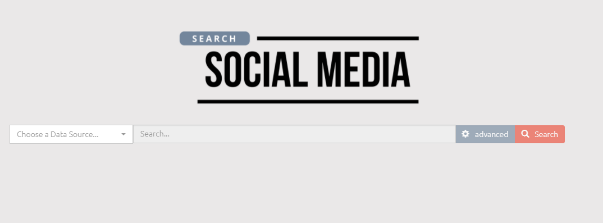 SEARCH
SOCIAL MEDIA
Choose a Data Source... Search... advanced Search